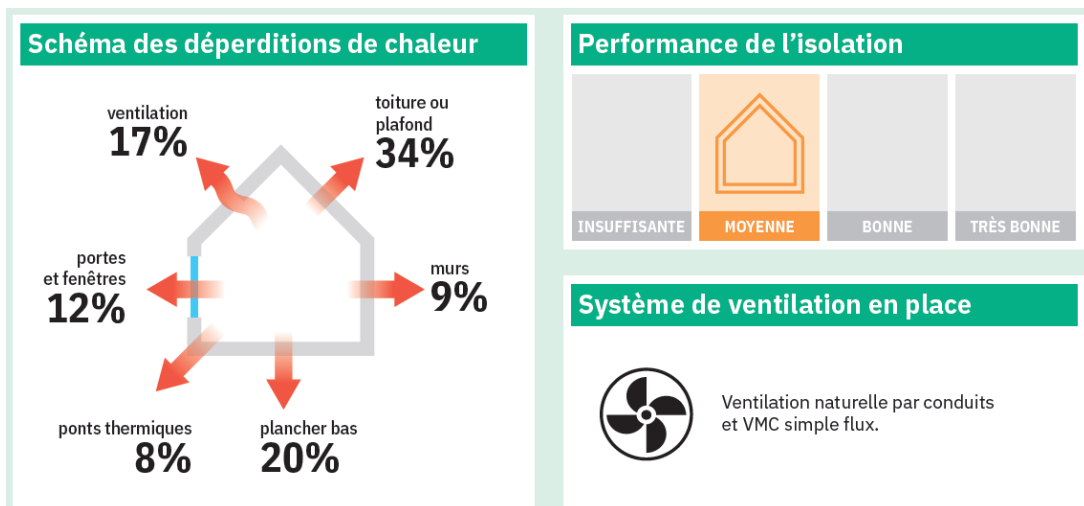 Schéma des déperditions de chaleur
ventilation
17%
toiture ou
plafond
34%
portes
et fenêtres
12%
murs
9%
ponts thermiques
8%
plancher bas
20%
Performance de l’isolation
INSUFFISANTE
MOYENNE
BONNE
TRÈS BONNE
Système de ventilation en place
Ventilation naturelle par conduits
et VMC simple flux.